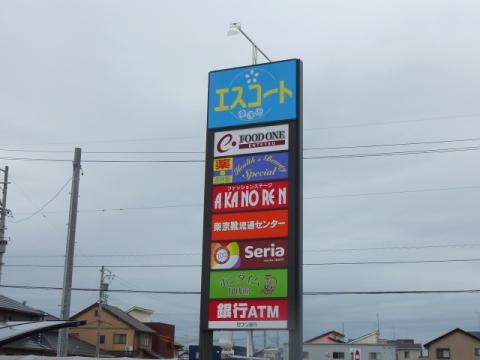 エスコート
FOOD ONE
ENTETSU
薬
Health & Beauty
Special
ファッションステージ
AKANOREN
東京靴流通センター
Seria
銀行ATM
セブン銀行